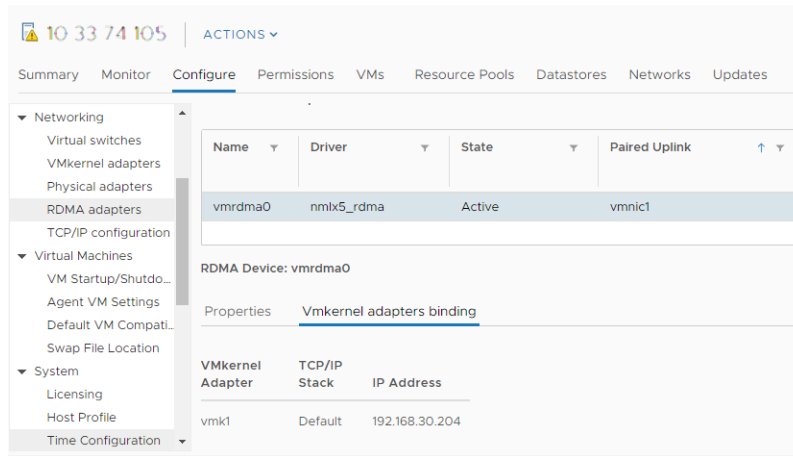 10 33 74 105 ACTIONS
Summary Monitor Configure Permissions VMs Resource Pools Datastores Networks Updates
Networking
Virtual switches
VMkernel adapters
Physical adapters
RDMA adapters
TCP/IP configuration
Virtual Machines
VM Startup/Shutdo...
Agent VM Settings
Default VM Compati...
Swap File Location
System
Licensing
Host Profile
Time Configuration
Name Driver State Paired Uplink
vmrdma0 nmlx5_rdma Active vmnic1
RDMA Device: vmrdma0
Properties Vmkernel adapters binding
VMkernel Adapter TCP/IP Stack IP Address
vmk1 Default 192.168.30.204